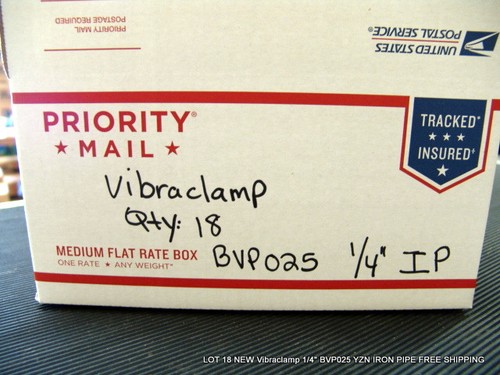 UNITED STATES
POSTAL SERVICE®
PRIORITY MAIL
POSTAGE REQUIRED
PRIORITY®
★ MAIL ★
TRACKED*
★ ★ ★
INSURED*
★
Vibraclamp
Qty: 18
MEDIUM FLAT RATE BOX
ONE RATE ★ ANY WEIGHT*
BVP025 1/4" IP
LOT 18 NEW Vibraclamp 1/4" BVP025 YZN IRON PIPE FREE SHIPPING